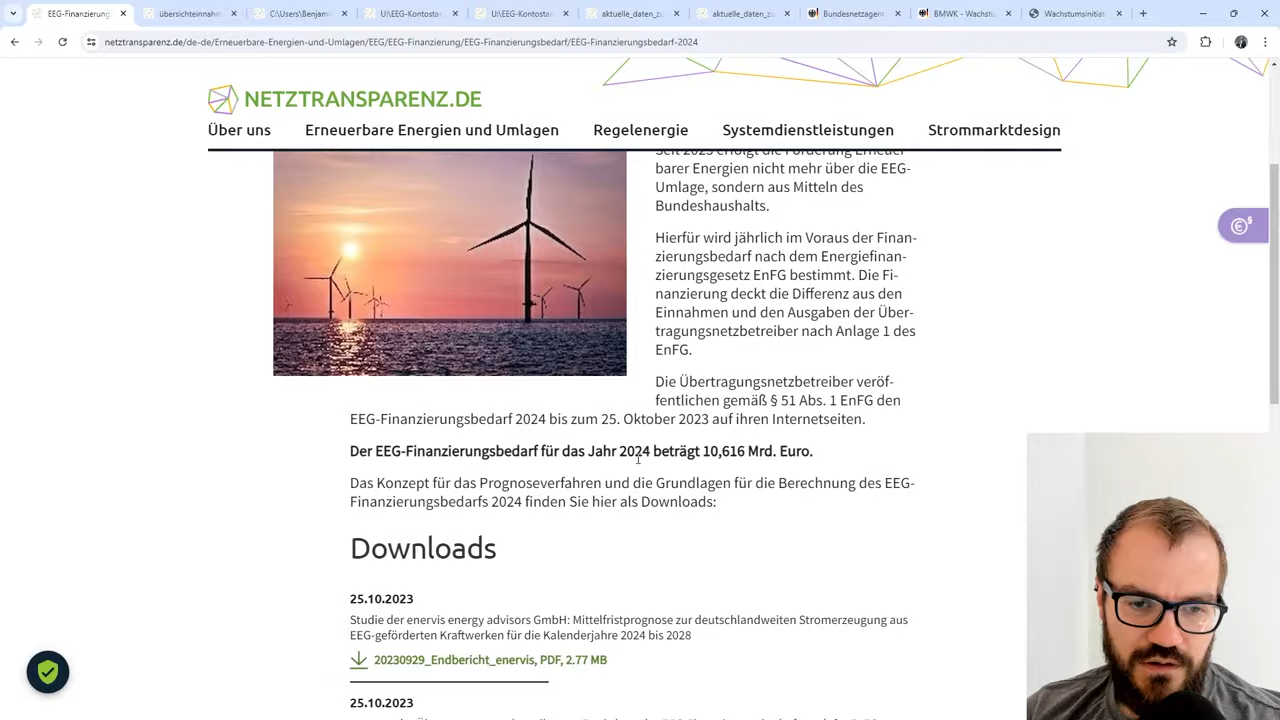 EEG-Finanzierung
übersichteinnahm
C:\Users\Benjam
U:\EEG-Kontosta
U:\EEG-Kontosta
aktuelle_daten_z
aktuelle_daten_zu
Bundesnetzagent
BMWK - Wachstu
Wachstumsinitiat
netztransparenz.de/de-de/Erneuerbare-Energien-und-Umlagen/EEG/EEG-Finanzierung/EEG-Finanzierungsbedarf/EEG-Finanzierungsbedarf-2024
NETZTRANSPARENZ.DE
Über uns Erneuerbare Energien und Umlagen Regelenergie Systemdienstleistungen Strommarktdesign
Seit 2023 erfolgt die Förderung Erneuer-
barer Energien nicht mehr über die EEG-
Umlage, sondern aus Mitteln des
Bundeshaushalts.
Hierfür wird jährlich im Voraus der Finan-
zierungsbedarf nach dem Energiefinan-
zierungsgesetz EnFG bestimmt. Die Fi-
nanzierung deckt die Differenz aus den
Einnahmen und den Ausgaben der Über-
tragungsnetzbetreiber nach Anlage 1 des
EnFG.
Die Übertragungsnetzbetreiber veröf-
fentlichen gemäß § 51 Abs. 1 EnFG den
EEG-Finanzierungsbedarf 2024 bis zum 25. Oktober 2023 auf ihren Internetseiten.
Der EEG-Finanzierungsbedarf für das Jahr 2024 beträgt 10,616 Mrd. Euro.
Das Konzept für das Prognoseverfahren und die Grundlagen für die Berechnung des EEG-
Finanzierungsbedarfs 2024 finden Sie hier als Downloads:
Downloads
25.10.2023
Studie der enervis energy advisors GmbH: Mittelfristprognose zur deutschlandweiten Stromerzeugung aus
EEG-geförderten Kraftwerken für die Kalenderjahre 2024 bis 2028
20230929_Endbericht_enervis, PDF, 2.77 MB
25.10.2023